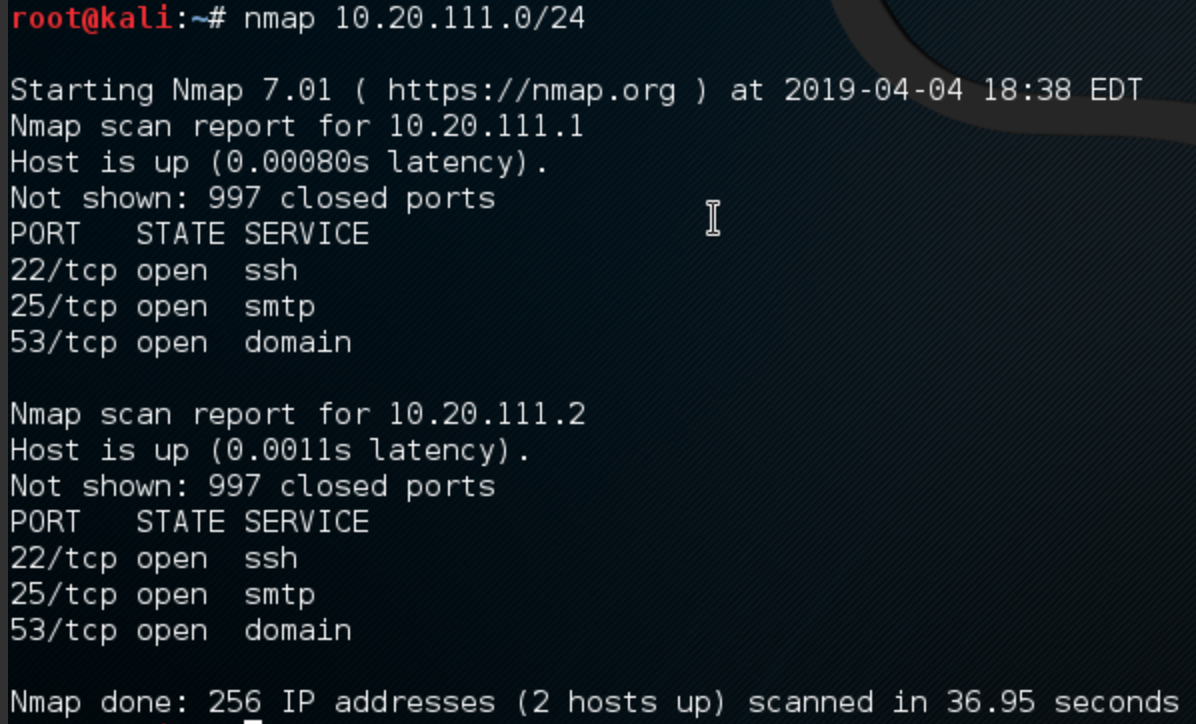 root@kali:~# nmap 10.20.111.0/24
Starting Nmap 7.01 ( https://nmap.org ) at 2019-04-04 18:38 EDT
Nmap scan report for 10.20.111.1
Host is up (0.00080s latency).
Not shown: 997 closed ports
PORT   STATE SERVICE
22/tcp open  ssh
25/tcp open  smtp
53/tcp open  domain
Nmap scan report for 10.20.111.2
Host is up (0.0011s latency).
Not shown: 997 closed ports
PORT   STATE SERVICE
22/tcp open  ssh
25/tcp open  smtp
53/tcp open  domain
Nmap done: 256 IP addresses (2 hosts up) scanned in 36.95 seconds